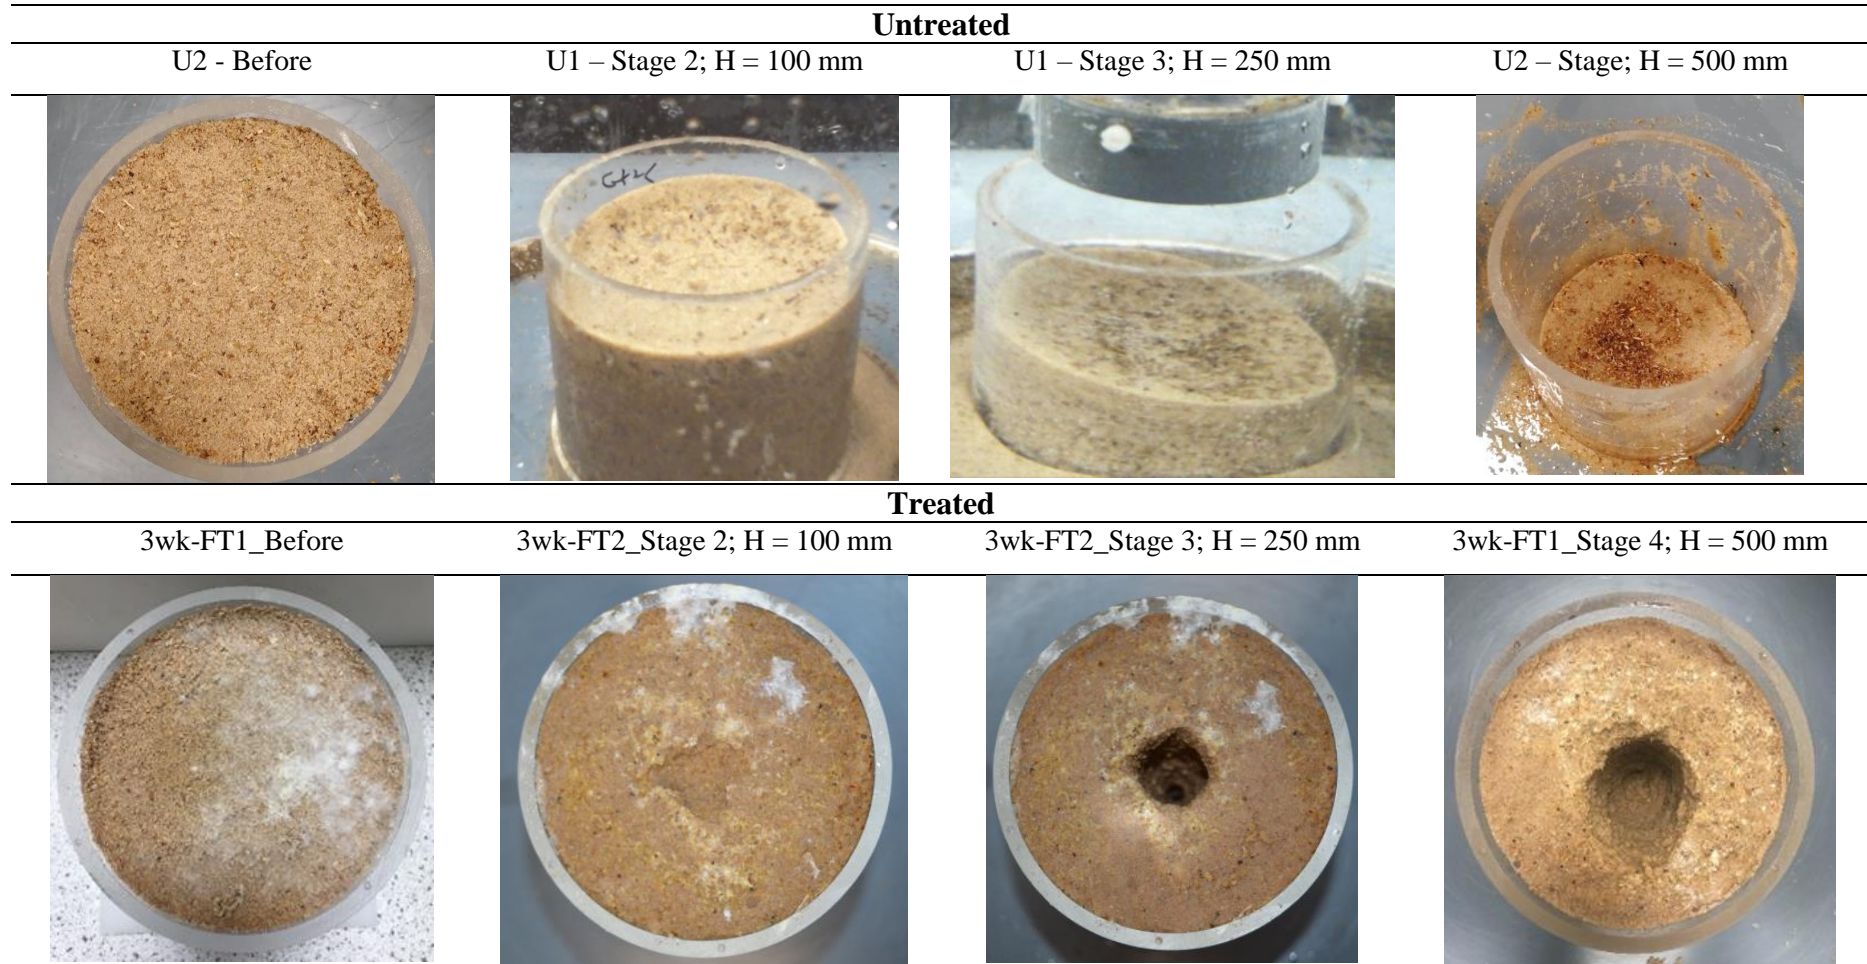 Untreated
U2 - Before
U1 – Stage 2; H = 100 mm
U1 – Stage 3; H = 250 mm
U2 – Stage; H = 500 mm
Treated
3wk-FT1_Before
3wk-FT2_Stage 2; H = 100 mm
3wk-FT2_Stage 3; H = 250 mm
3wk-FT1_Stage 4; H = 500 mm